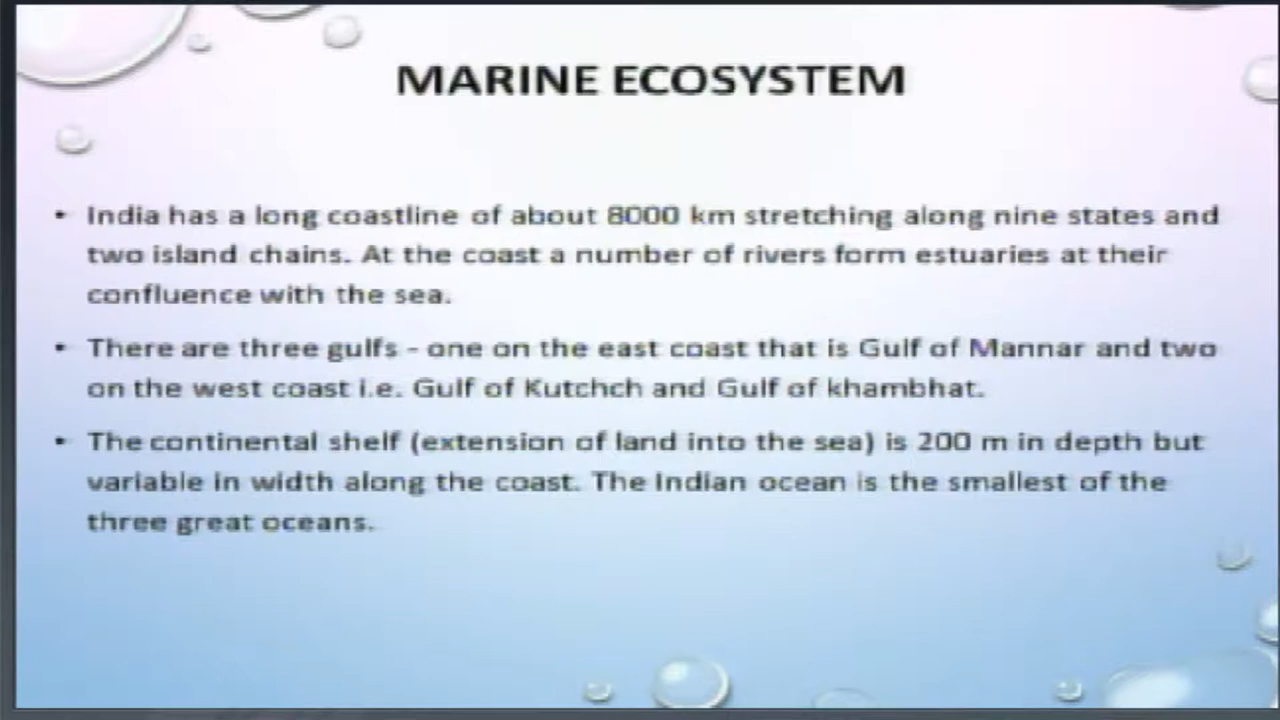 MARINE ECOSYSTEM
• India has a long coastline of about 8000 km stretching along nine states and
two island chains. At the coast a number of rivers form estuaries at their
confluence with the sea.
• There are three gulfs - one on the east coast that is Gulf of Mannar and two
on the west coast i.e. Gulf of Kutchch and Gulf of khambhat.
• The continental shelf (extension of land into the sea) is 200 m in depth but
variable in width along the coast. The Indian ocean is the smallest of the
three great oceans.